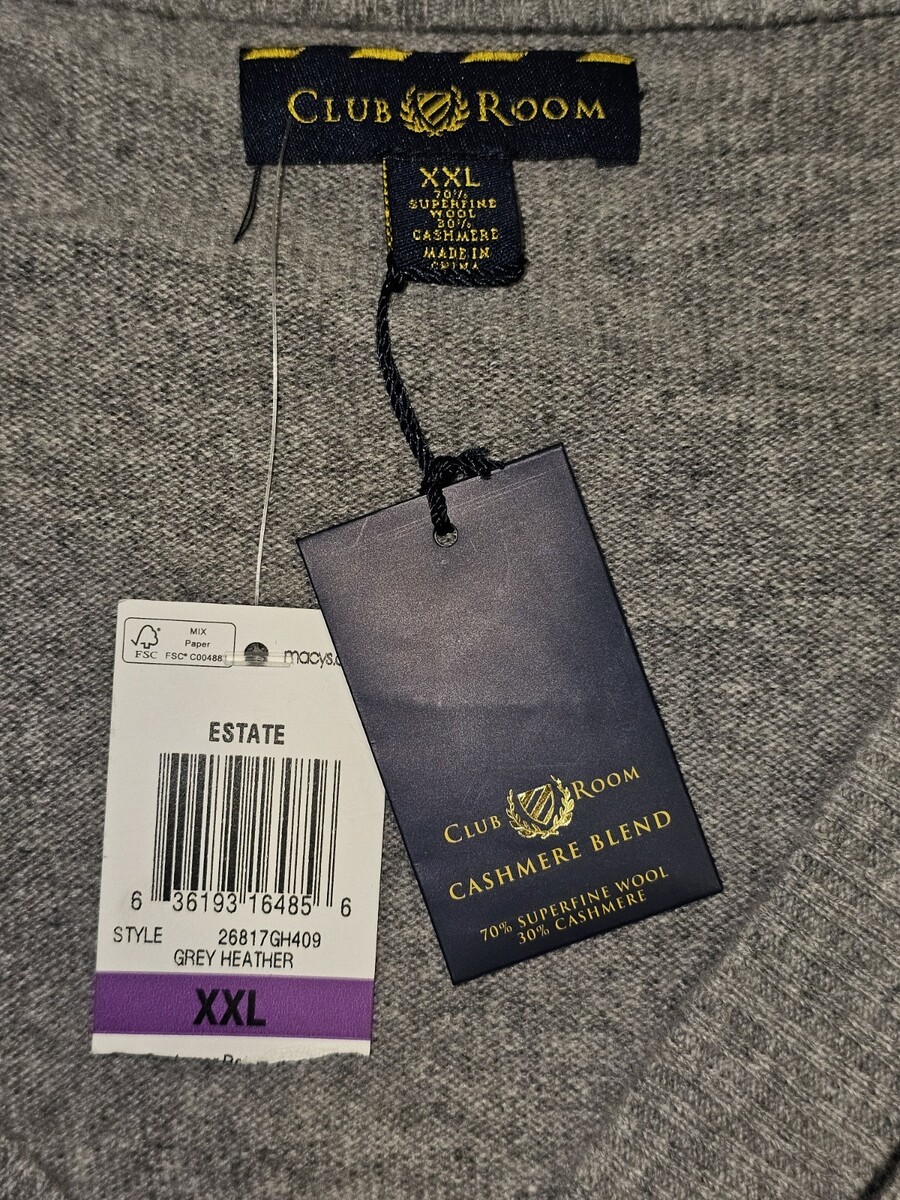 CLUB ROOM
XXL
70%
SUPERFINE
WOOL
30%
CASHMERE
MADE IN
CHINA
MIX
Paper
FSC® C00488
FSC
macys.c
ESTATE
6 36193 16485 6
STYLE 26817GH409
GREY HEATHER
XXL
CLUB ROOM
CASHMERE BLEND
70% SUPERFINE WOOL
30% CASHMERE